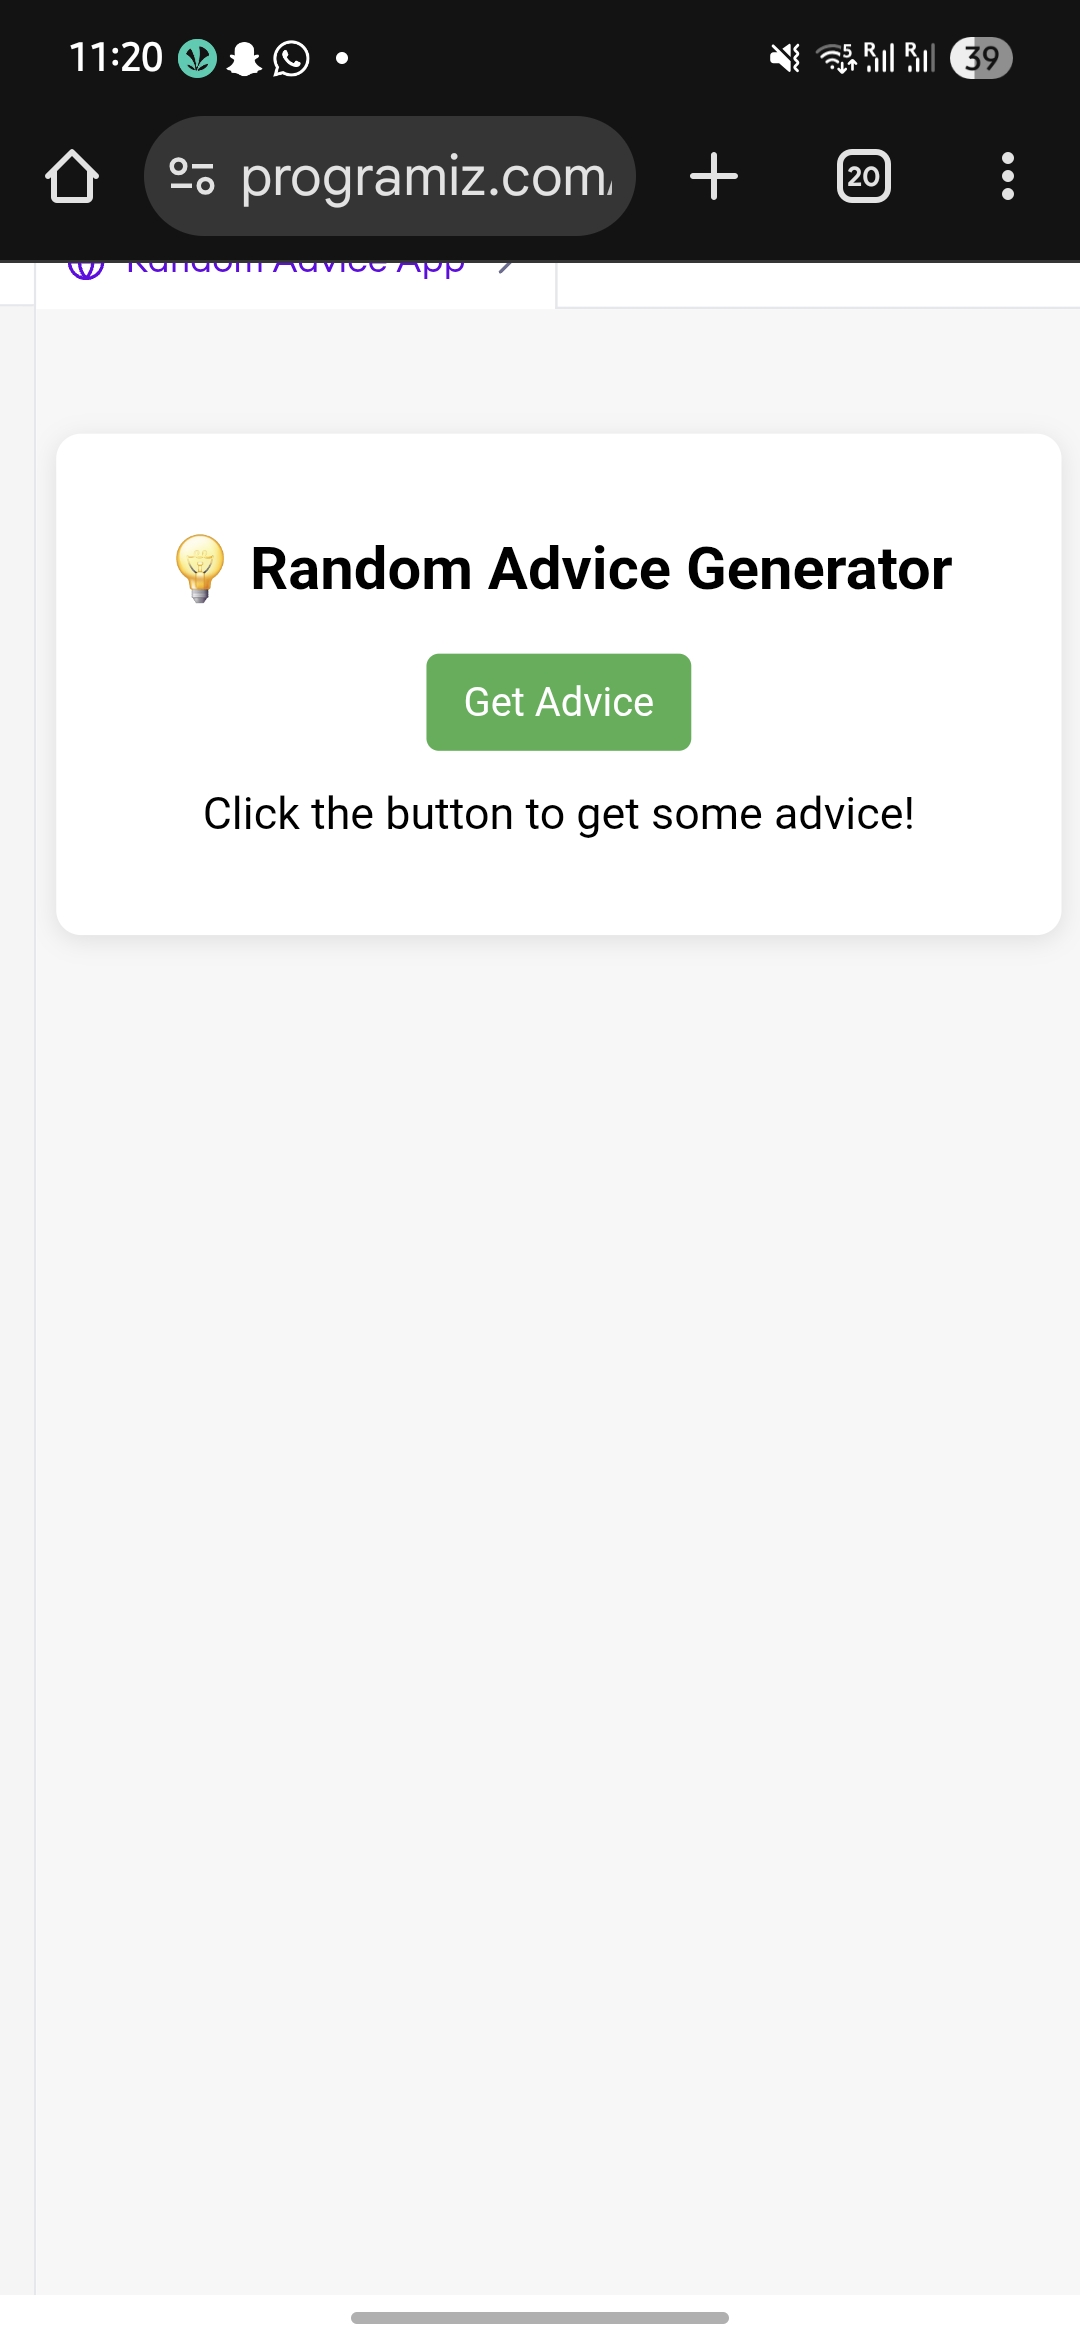 11:20
5
R R
39
programiz.com/
20
Random Advice App
💡 Random Advice Generator
Get Advice
Click the button to get some advice!